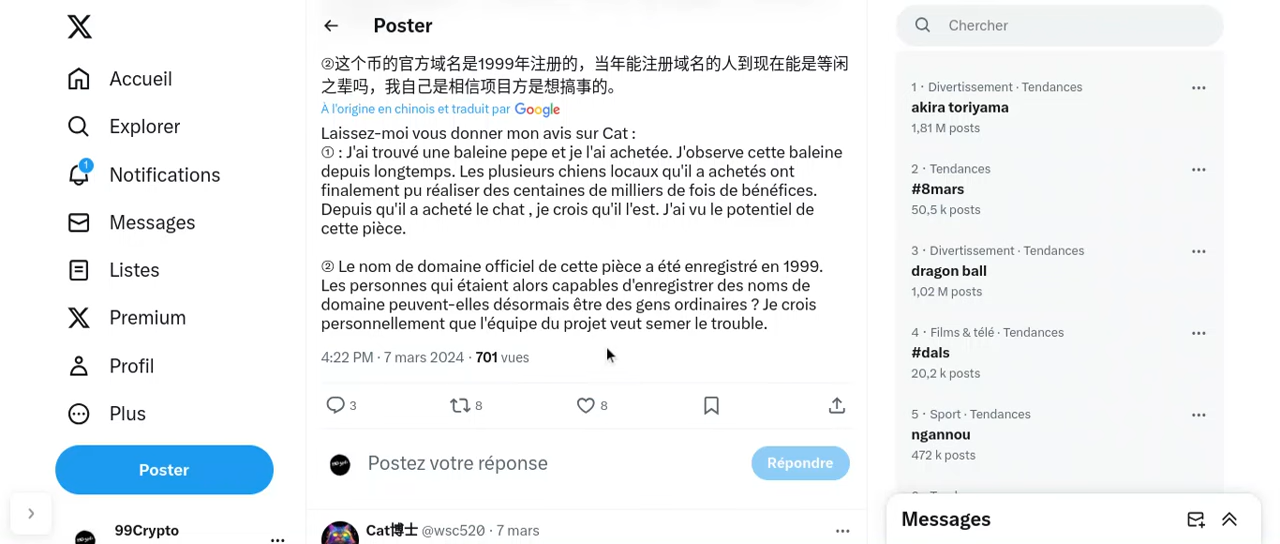 Accueil
Explorer
1
Notifications
Messages
Listes
Premium
Profil
Plus
Poster
99Crypto
Poster
②这个币的官方域名是1999年注册的，当年能注册域名的人到现在能是等闲
之辈吗，我自己是相信项目方是想搞事的。
À l'origine en chinois et traduit par Google
Laissez-moi vous donner mon avis sur Cat :
① : J'ai trouvé une baleine pepe et je l'ai achetée. J'observe cette baleine
depuis longtemps. Les plusieurs chiens locaux qu'il a achetés ont
finalement pu réaliser des centaines de milliers de fois de bénéfices.
Depuis qu'il a acheté le chat , je crois qu'il l'est. J'ai vu le potentiel de
cette pièce.
② Le nom de domaine officiel de cette pièce a été enregistré en 1999.
Les personnes qui étaient alors capables d'enregistrer des noms de
domaine peuvent-elles désormais être des gens ordinaires ? Je crois
personnellement que l'équipe du projet veut semer le trouble.
4:22 PM · 7 mars 2024 · 701 vues
3 8 8
Postez votre réponse
Répondre
Cat博士 @wsc520 · 7 mars
Chercher
1 · Divertissement · Tendances
akira toriyama
1,81 M posts
2 · Tendances
#8mars
50,5 k posts
3 · Divertissement · Tendances
dragon ball
1,02 M posts
4 · Films & télé · Tendances
#dals
20,2 k posts
5 · Sport · Tendances
ngannou
472 k posts
Messages